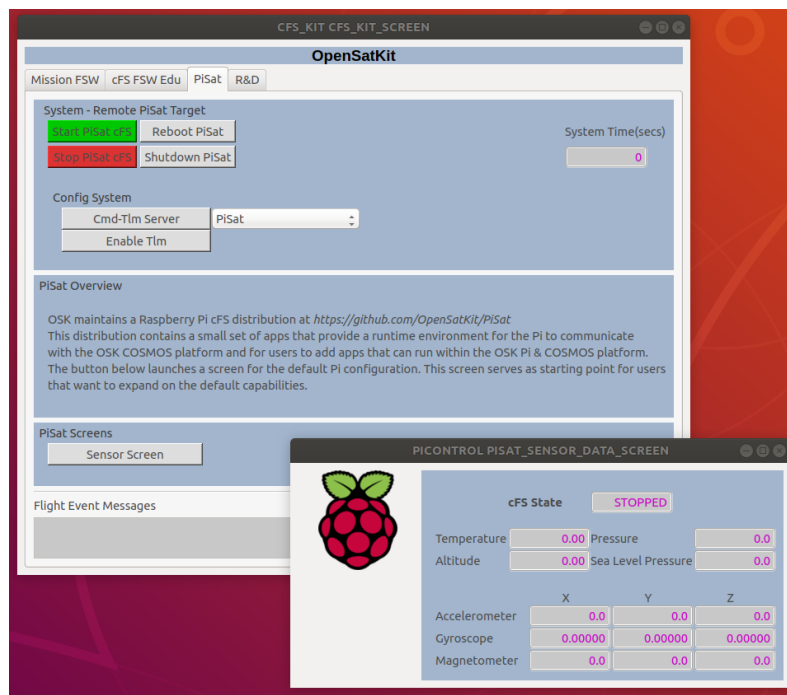 CFS_KIT CFS_KIT_SCREEN
OpenSatKit
Mission FSW cFS FSW Edu PiSat R&D
System - Remote PiSat Target
Start PiSat cFS Reboot PiSat System Time(secs)
Stop PiSat cFS Shutdown PiSat 0
Config System
Cmd-Tlm Server PiSat
Enable Tlm
PiSat Overview
OSK maintains a Raspberry Pi cFS distribution at https://github.com/OpenSatKit/PiSat
This distribution contains a small set of apps that provide a runtime environment for the Pi to communicate
with the OSK COSMOS platform and for users to add apps that can run within the OSK Pi & COSMOS platform.
The button below launches a screen for the default Pi configuration. This screen serves as starting point for users
that want to expand on the default capabilities.
PiSat Screens
Sensor Screen
Flight Event Messages
PICONTROL PISAT_SENSOR_DATA_SCREEN
cFS State STOPPED
Temperature 0.00 Pressure 0.0
Altitude 0.00 Sea Level Pressure 0.0
X Y Z
Accelerometer 0.0 0.0 0.0
Gyroscope 0.00000 0.00000 0.00000
Magnetometer 0.0 0.0 0.0